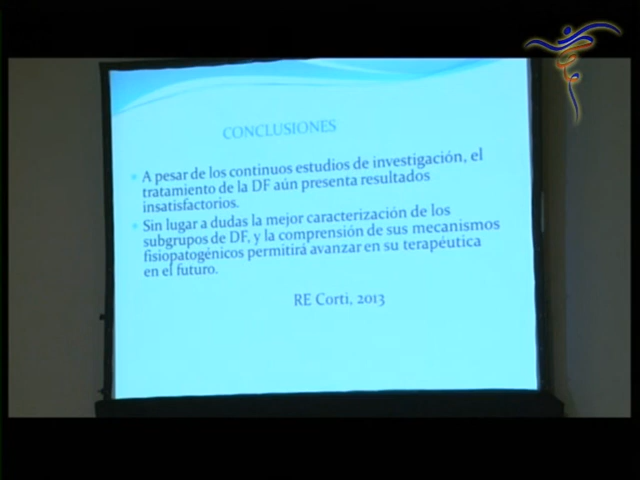 CONCLUSIONES
A pesar de los continuos estudios de investigación, el
tratamiento de la DF aún presenta resultados
insatisfactorios.
Sin lugar a dudas la mejor caracterización de los
subgrupos de DF, y la comprensión de sus mecanismos
fisiopatogénicos permitirá avanzar en su terapéutica
en el futuro.
RE Corti, 2013